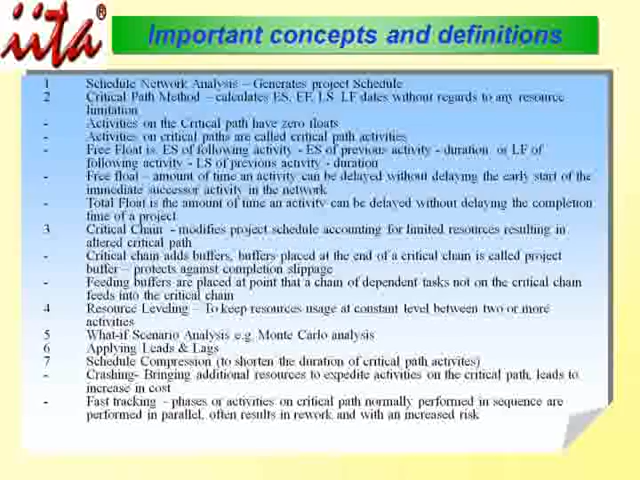 iita®
Important concepts and definitions
1 Schedule Network Analysis – Generates project Schedule
2 Critical Path Method – calculates ES, EF, LS, LF dates without regards to any resource
limitation
- Activities on the Critical path have zero floats
- Activities on critical paths are called critical path activities
- Free Float is, ES of following activity - ES of previous activity - duration or LF of
following activity - LS of previous activity - duration
- Free float – amount of time an activity can be delayed without delaying the early start of the
immediate successor activity in the network
- Total Float is the amount of time an activity can be delayed without delaying the completion
time of a project
3 Critical Chain - modifies project schedule accounting for limited resources resulting in
altered critical path
- Critical chain adds buffers, buffers placed at the end of a critical chain is called project
buffer – protects against completion slippage
- Feeding buffers are placed at point that a chain of dependent tasks not on the critical chain
feeds into the critical chain
4 Resource Leveling – To keep resources usage at constant level between two or more
activities
5 What-if Scenario Analysis e.g. Monte Carlo analysis
6 Applying Leads & Lags
7 Schedule Compression (to shorten the duration of critical path activites)
- Crashing- Bringing additional resources to expedite activities on the critical path, leads to
increase in cost
- Fast tracking - phases or activities on critical path normally performed in sequence are
performed in parallel, often results in rework and with an increased risk